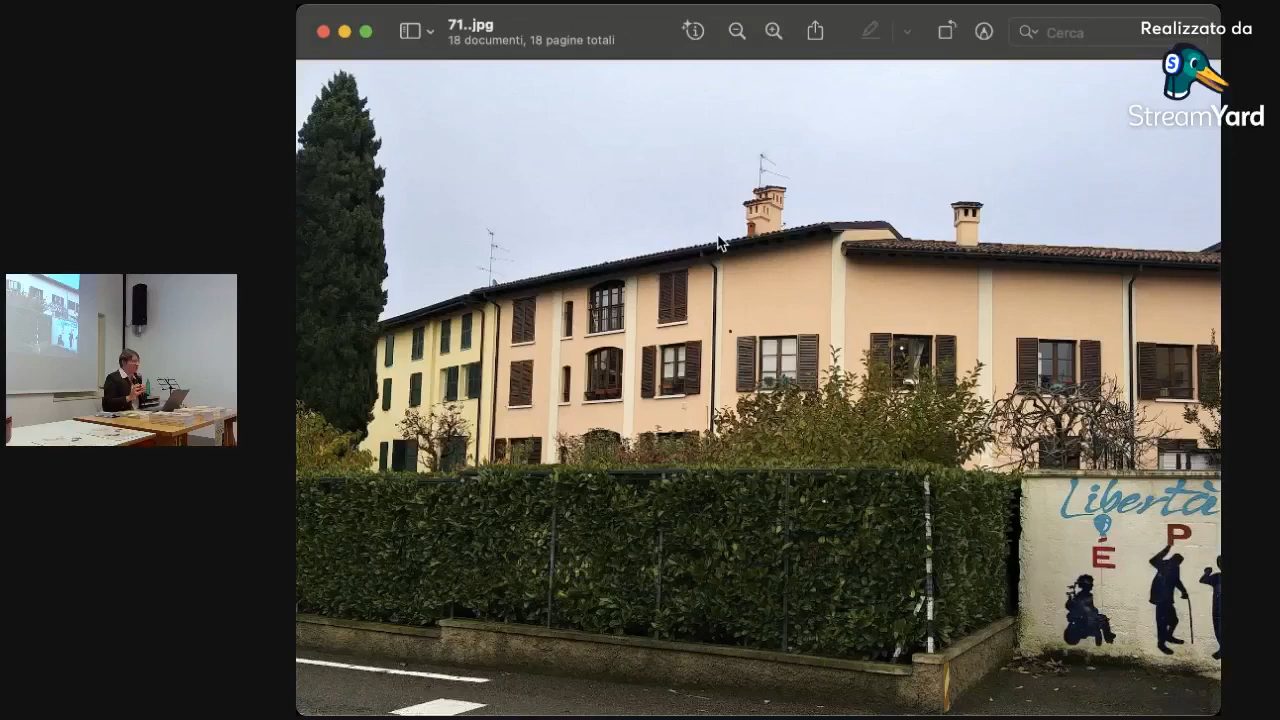 71..jpg
18 documenti, 18 pagine totali
Cerca
Realizzato da
S
StreamYard
Libertà
È
P